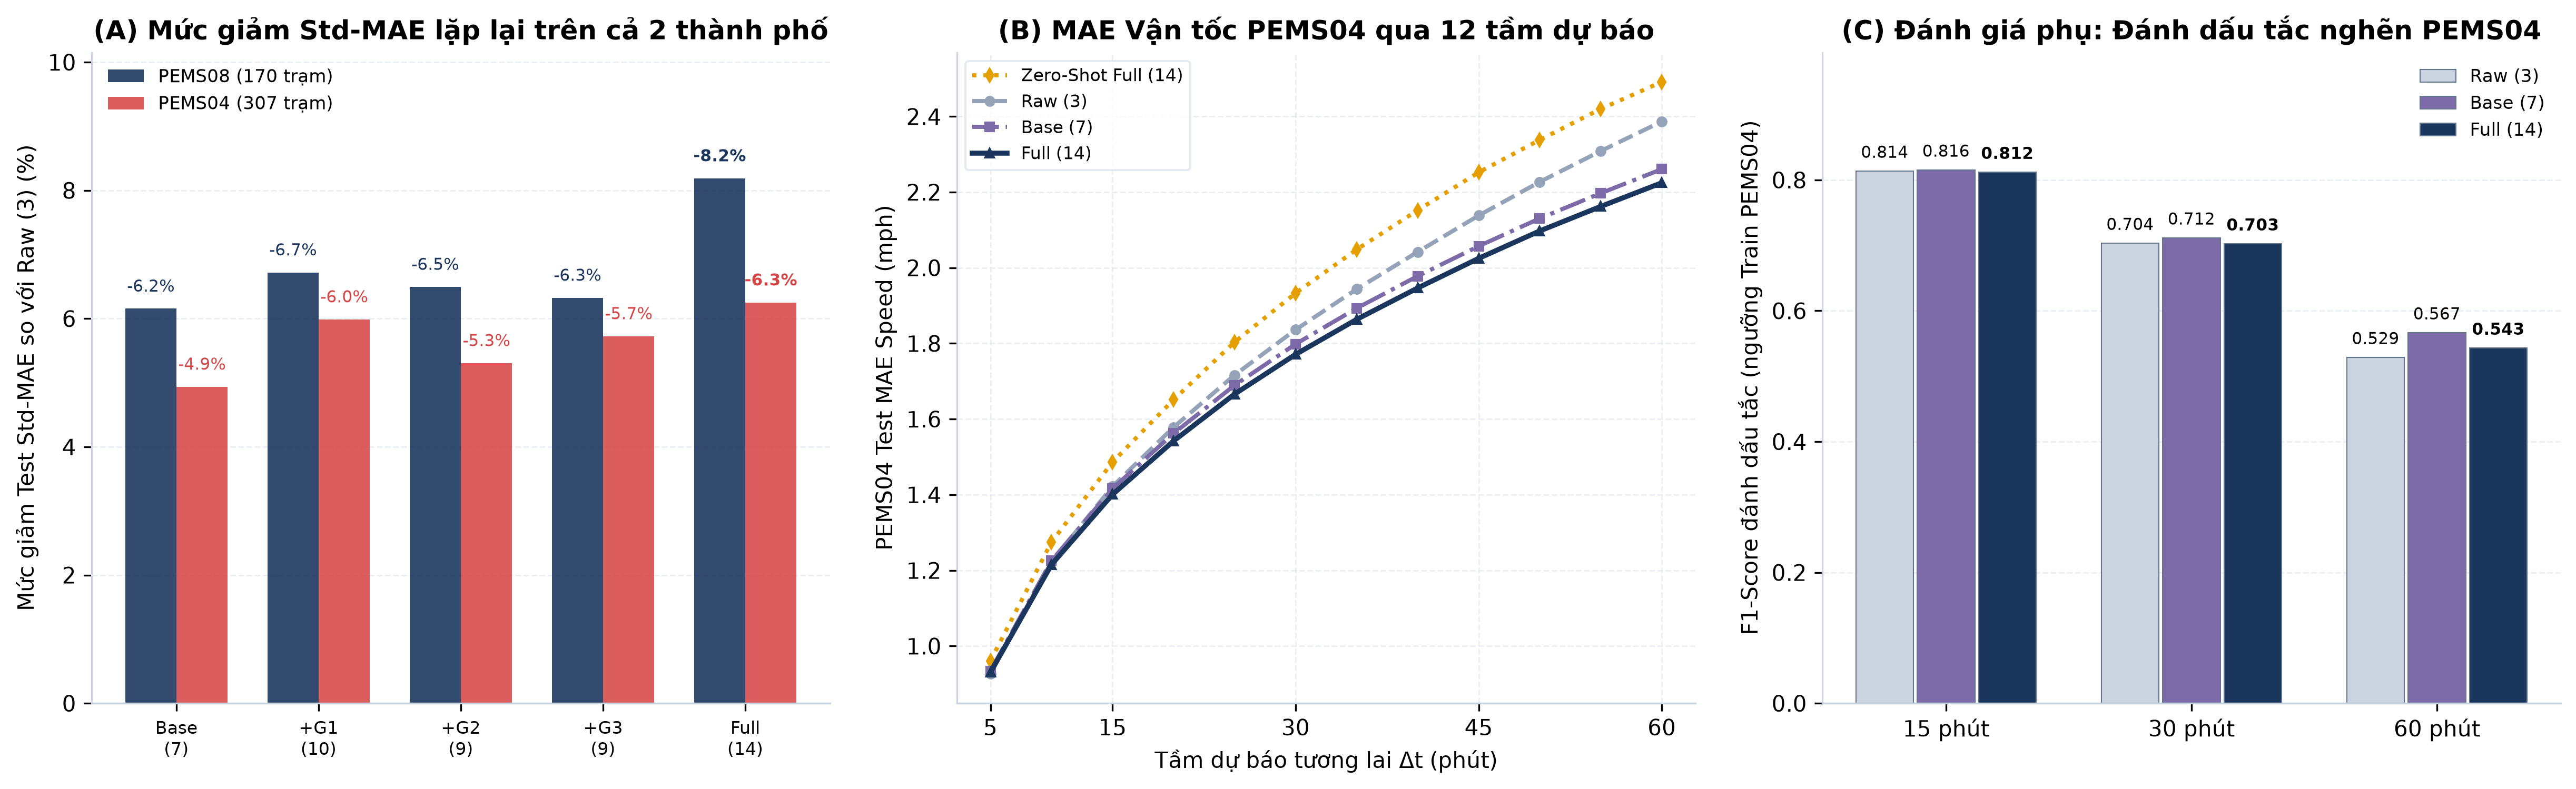 (A) Mức giảm Std-MAE lặp lại trên cả 2 thành phố
Mức giảm Test Std-MAE so với Raw (3) (%)
10
8
6
4
2
0
PEMS08 (170 trạm)
PEMS04 (307 trạm)
-6.2%
-4.9%
-6.7%
-6.0%
-6.5%
-5.3%
-6.3%
-5.7%
-8.2%
-6.3%
Base
(7)
+G1
(10)
+G2
(9)
+G3
(9)
Full
(14)
(B) MAE Vận tốc PEMS04 qua 12 tầm dự báo
PEMS04 Test MAE Speed (mph)
2.4
2.2
2.0
1.8
1.6
1.4
1.2
1.0
Zero-Shot Full (14)
Raw (3)
Base (7)
Full (14)
5
15
30
45
60
Tầm dự báo tương lai Δt (phút)
(C) Đánh giá phụ: Đánh dấu tắc nghẽn PEMS04
F1-Score đánh dấu tắc (ngưỡng Train PEMS04)
0.8
0.6
0.4
0.2
0.0
Raw (3)
Base (7)
Full (14)
0.814
0.816
0.812
0.704
0.712
0.703
0.529
0.567
0.543
15 phút
30 phút
60 phút